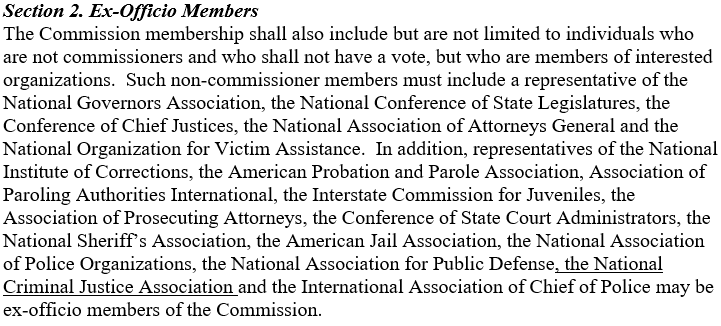 Section 2. Ex-Officio Members
The Commission membership shall also include but are not limited to individuals who
are not commissioners and who shall not have a vote, but who are members of interested
organizations.  Such non-commissioner members must include a representative of the
National Governors Association, the National Conference of State Legislatures, the
Conference of Chief Justices, the National Association of Attorneys General and the
National Organization for Victim Assistance.  In addition, representatives of the National
Institute of Corrections, the American Probation and Parole Association, Association of
Paroling Authorities International, the Interstate Commission for Juveniles, the
Association of Prosecuting Attorneys, the Conference of State Court Administrators, the
National Sheriff’s Association, the American Jail Association, the National Association
of Police Organizations, the National Association for Public Defense, the National
Criminal Justice Association and the International Association of Chief of Police may be
ex-officio members of the Commission.